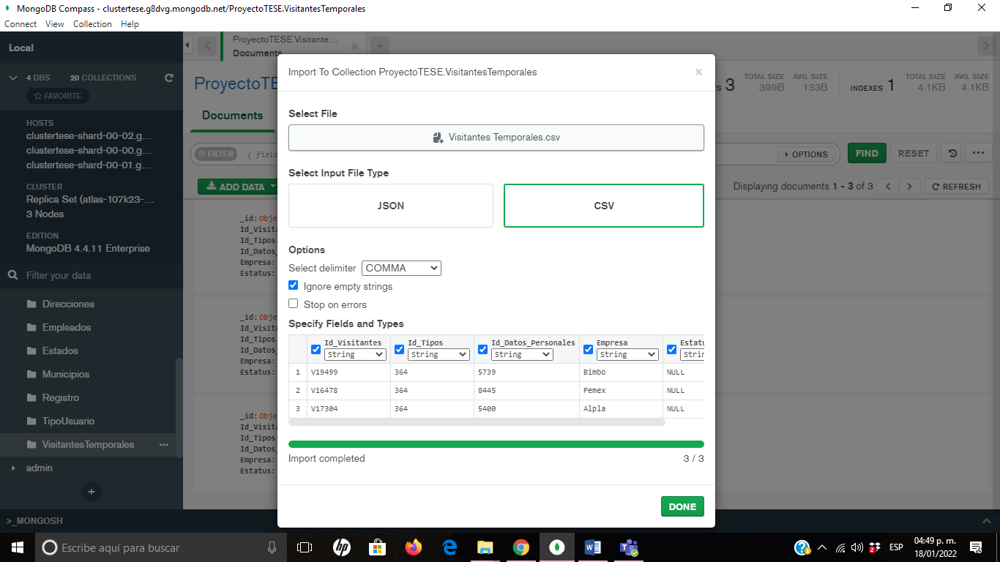 MongoDB Compass - clustertese.g8dvg.mongodb.net/ProyectoTESE.VisitantesTemporales
Connect View Collection Help
Local
4 DBS 20 COLLECTIONS
FAVORITE
HOSTS
clustertese-shard-00-02.g...
clustertese-shard-00-00.g...
clustertese-shard-00-01.g...
CLUSTER
Replica Set (atlas-107k23-...
3 Nodes
EDITION
MongoDB 4.4.11 Enterprise
Filter your data
Direcciones
Empleados
Estados
Municipios
Registro
TipoUsuario
VisitantesTemporales
admin
>_MONGOSH
ProyectoTESE.Visitante...
Documents
ProyectoTE
3
TOTAL SIZE AVG. SIZE
399B 133B
INDEXES 1
TOTAL SIZE AVG. SIZE
4.1KB 4.1KB
Documents
FILTER { field
OPTIONS FIND RESET
ADD DATA
Displaying documents 1 - 3 of 3
REFRESH
_id: Obje
Id_Visita
Id_Tipos
Id_Datos_
Empresa:
Estatus:
_id: Obje
Id_Visita
Id_Tipos
Id_Datos_
Empresa:
Estatus:
_id: Obje
Id_Visita
Id_Tipos
Id_Datos_
Empresa:
Estatus:
Import To Collection ProyectoTESE.VisitantesTemporales
Select File
Visitantes Temporales.csv
Select Input File Type
JSON CSV
Options
Select delimiter COMMA
Ignore empty strings
Stop on errors
Specify Fields and Types
Id_Visitantes Id_Tipos Id_Datos_Personales Empresa Estatu
String String String String Strin
1 V19499 364 5739 Bimbo NULL
2 V16478 364 8445 Pemex NULL
3 V17304 364 5400 Alpla NULL
Import completed 3 / 3
DONE
Escribe aquí para buscar
ESP
04:49 p. m.
18/01/2022